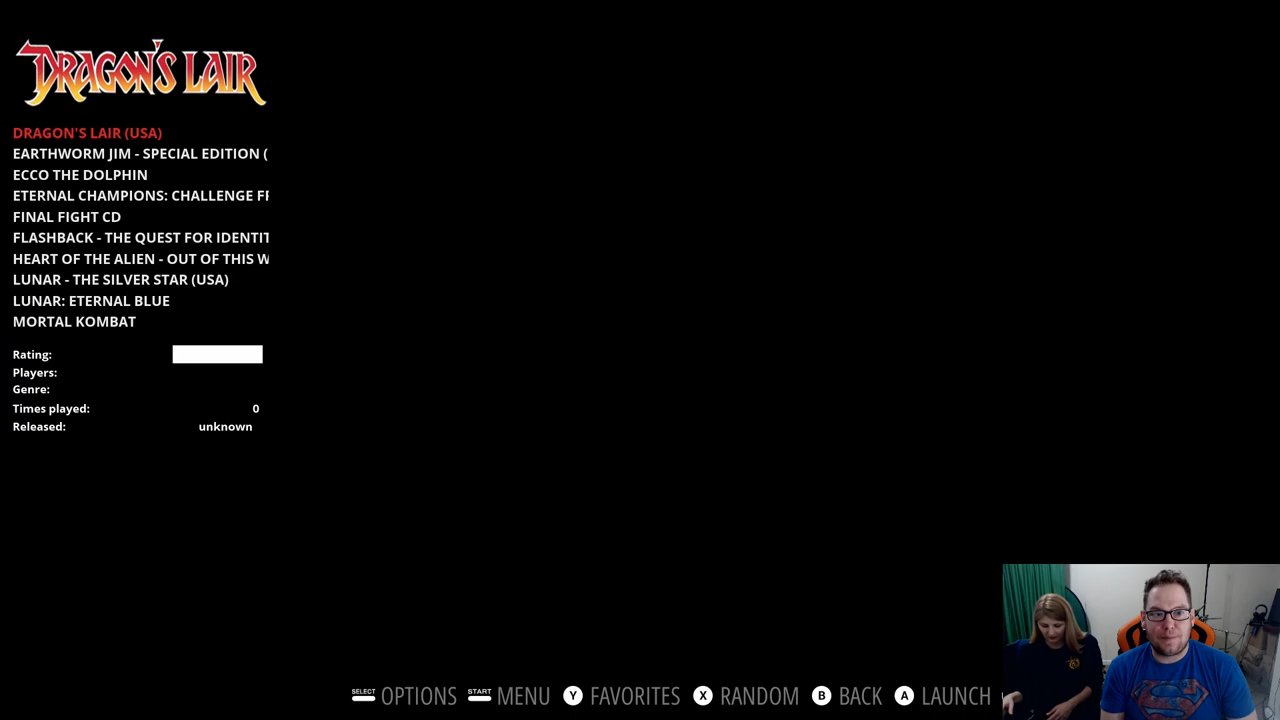 DRAGON'S LAIR
DRAGON'S LAIR (USA)
EARTHWORM JIM - SPECIAL EDITION (
ECCO THE DOLPHIN
ETERNAL CHAMPIONS: CHALLENGE FR
FINAL FIGHT CD
FLASHBACK - THE QUEST FOR IDENTIT
HEART OF THE ALIEN - OUT OF THIS W
LUNAR - THE SILVER STAR (USA)
LUNAR: ETERNAL BLUE
MORTAL KOMBAT
Rating:
Players:
Genre:
Times played: 0
Released: unknown
SELECT OPTIONS START MENU Y FAVORITES X RANDOM B BACK A LAUNCH